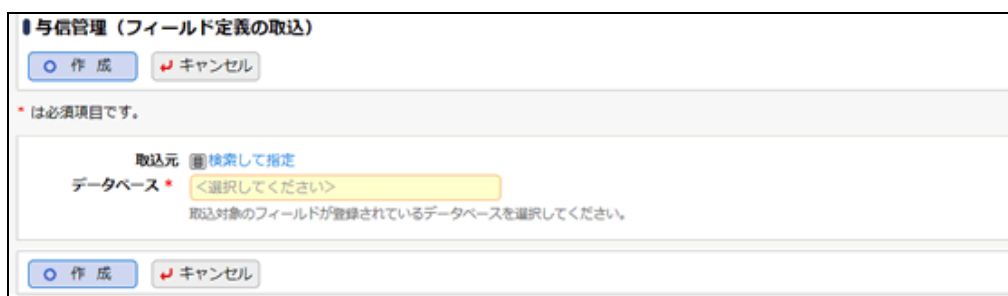 与信管理（フィールド定義の取込）
作 成 キャンセル
* は必須項目です。
取込元 検索して指定
データベース * <選択してください>
取込対象のフィールドが登録されているデータベースを選択してください。
作 成 キャンセル